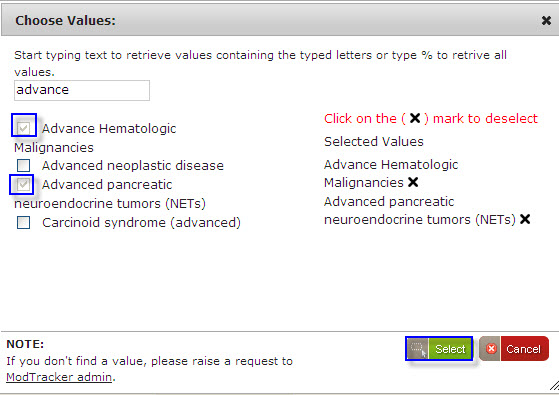 Choose Values:
Start typing text to retrieve values containing the typed letters or type % to retrive all
values.
advance
Advance Hematologic
Malignancies
Advanced neoplastic disease
Advanced pancreatic
neuroendocrine tumors (NETs)
Carcinoid syndrome (advanced)
Click on the ( ✖ ) mark to deselect
Selected Values
Advance Hematologic
Malignancies ✖
Advanced pancreatic
neuroendocrine tumors (NETs) ✖
NOTE:
If you don't find a value, please raise a request to
ModTracker admin.
Select
Cancel